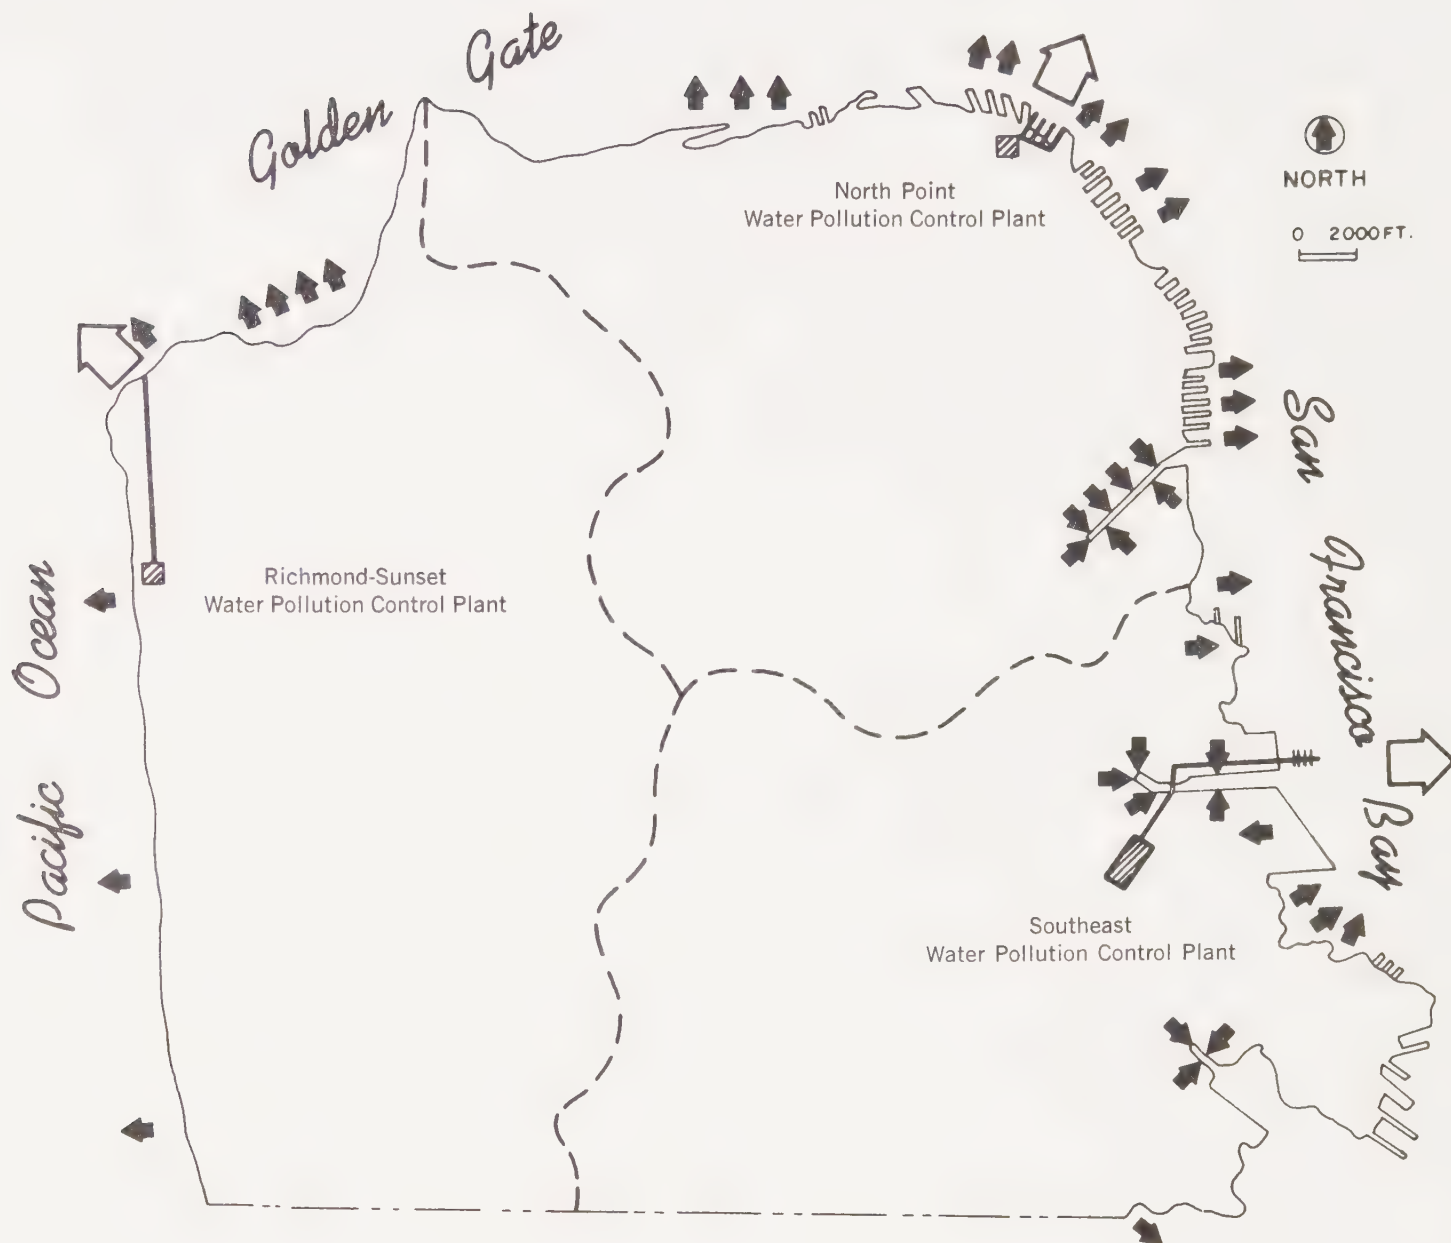 Golden Gate
North Point
Water Pollution Control Plant
NORTH
0 2000 FT.
San Francisco Bay
Richmond-Sunset
Water Pollution Control Plant
Pacific Ocean
Southeast
Water Pollution Control Plant